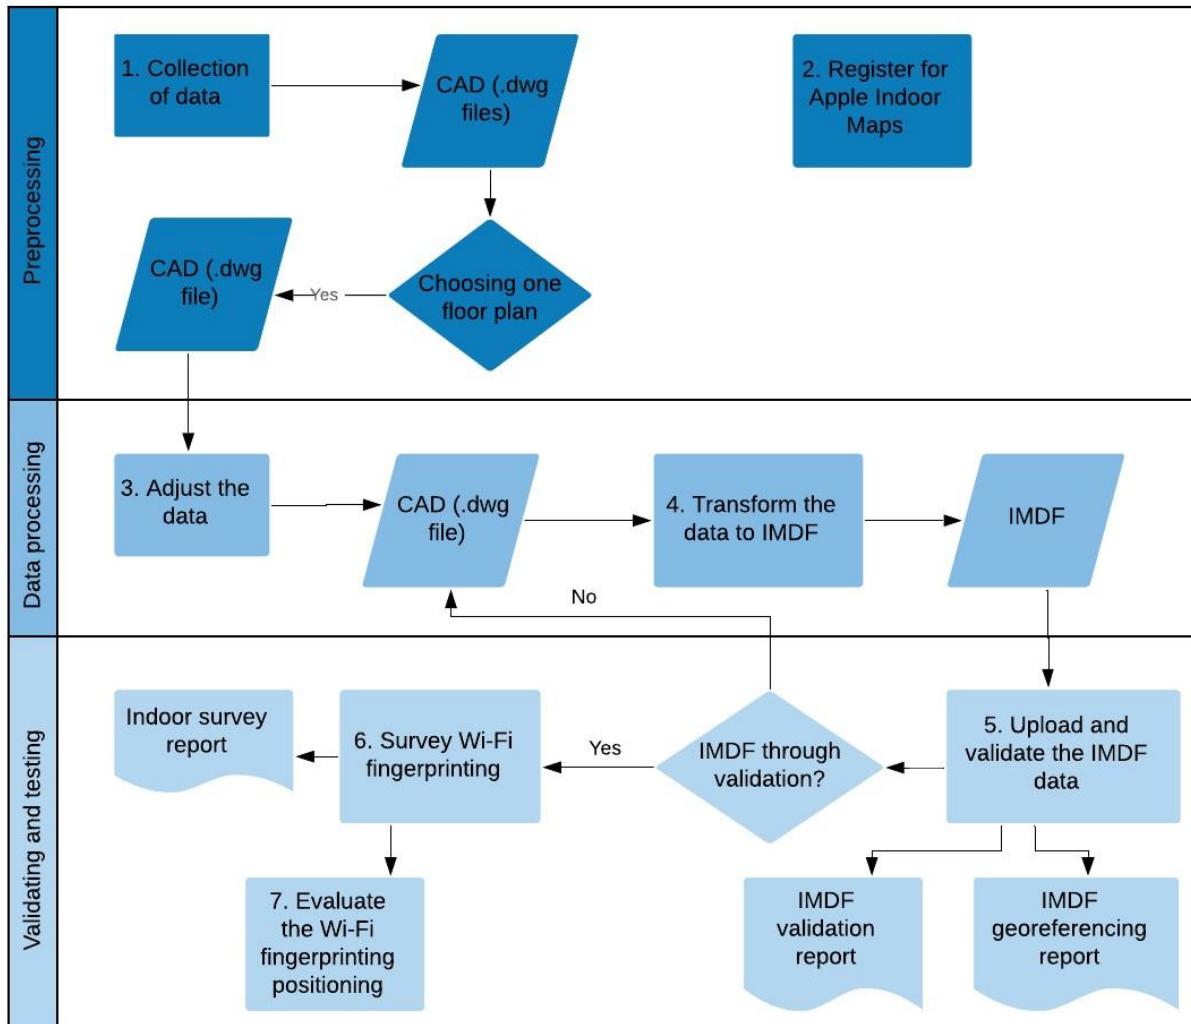 Preprocessing
1. Collection
of data
CAD (.dwg
files)
2. Register for
Apple Indoor
Maps
CAD (.dwg
file)
Yes
Choosing one
floor plan
Data processing
3. Adjust the
data
CAD (.dwg
file)
4. Transform the
data to IMDF
IMDF
No
Validating and testing
Indoor survey
report
6. Survey Wi-Fi
fingerprinting
Yes
IMDF through
validation?
5. Upload and
validate the IMDF
data
7. Evaluate
the Wi-Fi
fingerprinting
positioning
IMDF
validation
report
IMDF
georeferencing
report